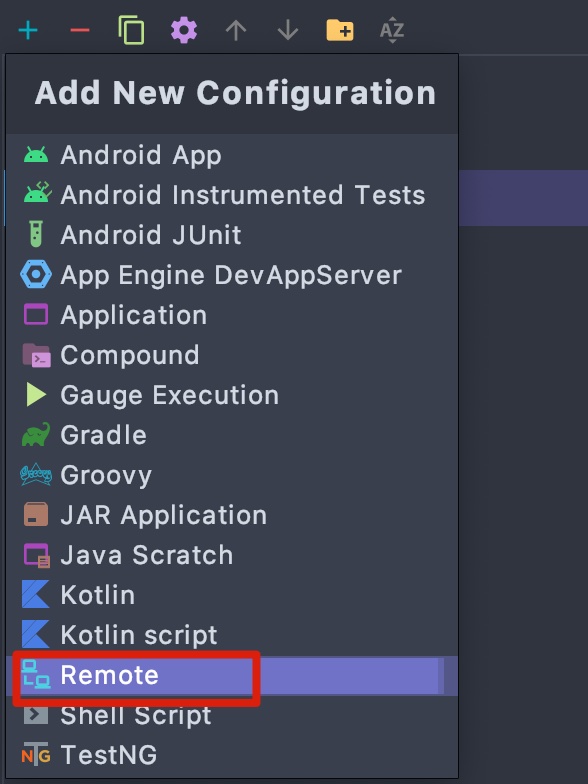 AZ
Add New Configuration
Android App
Android Instrumented Tests
Android JUnit
App Engine DevAppServer
Application
Compound
Gauge Execution
Gradle
Groovy
JAR Application
Java Scratch
Kotlin
Kotlin script
Remote
Shell Script
NTG TestNG